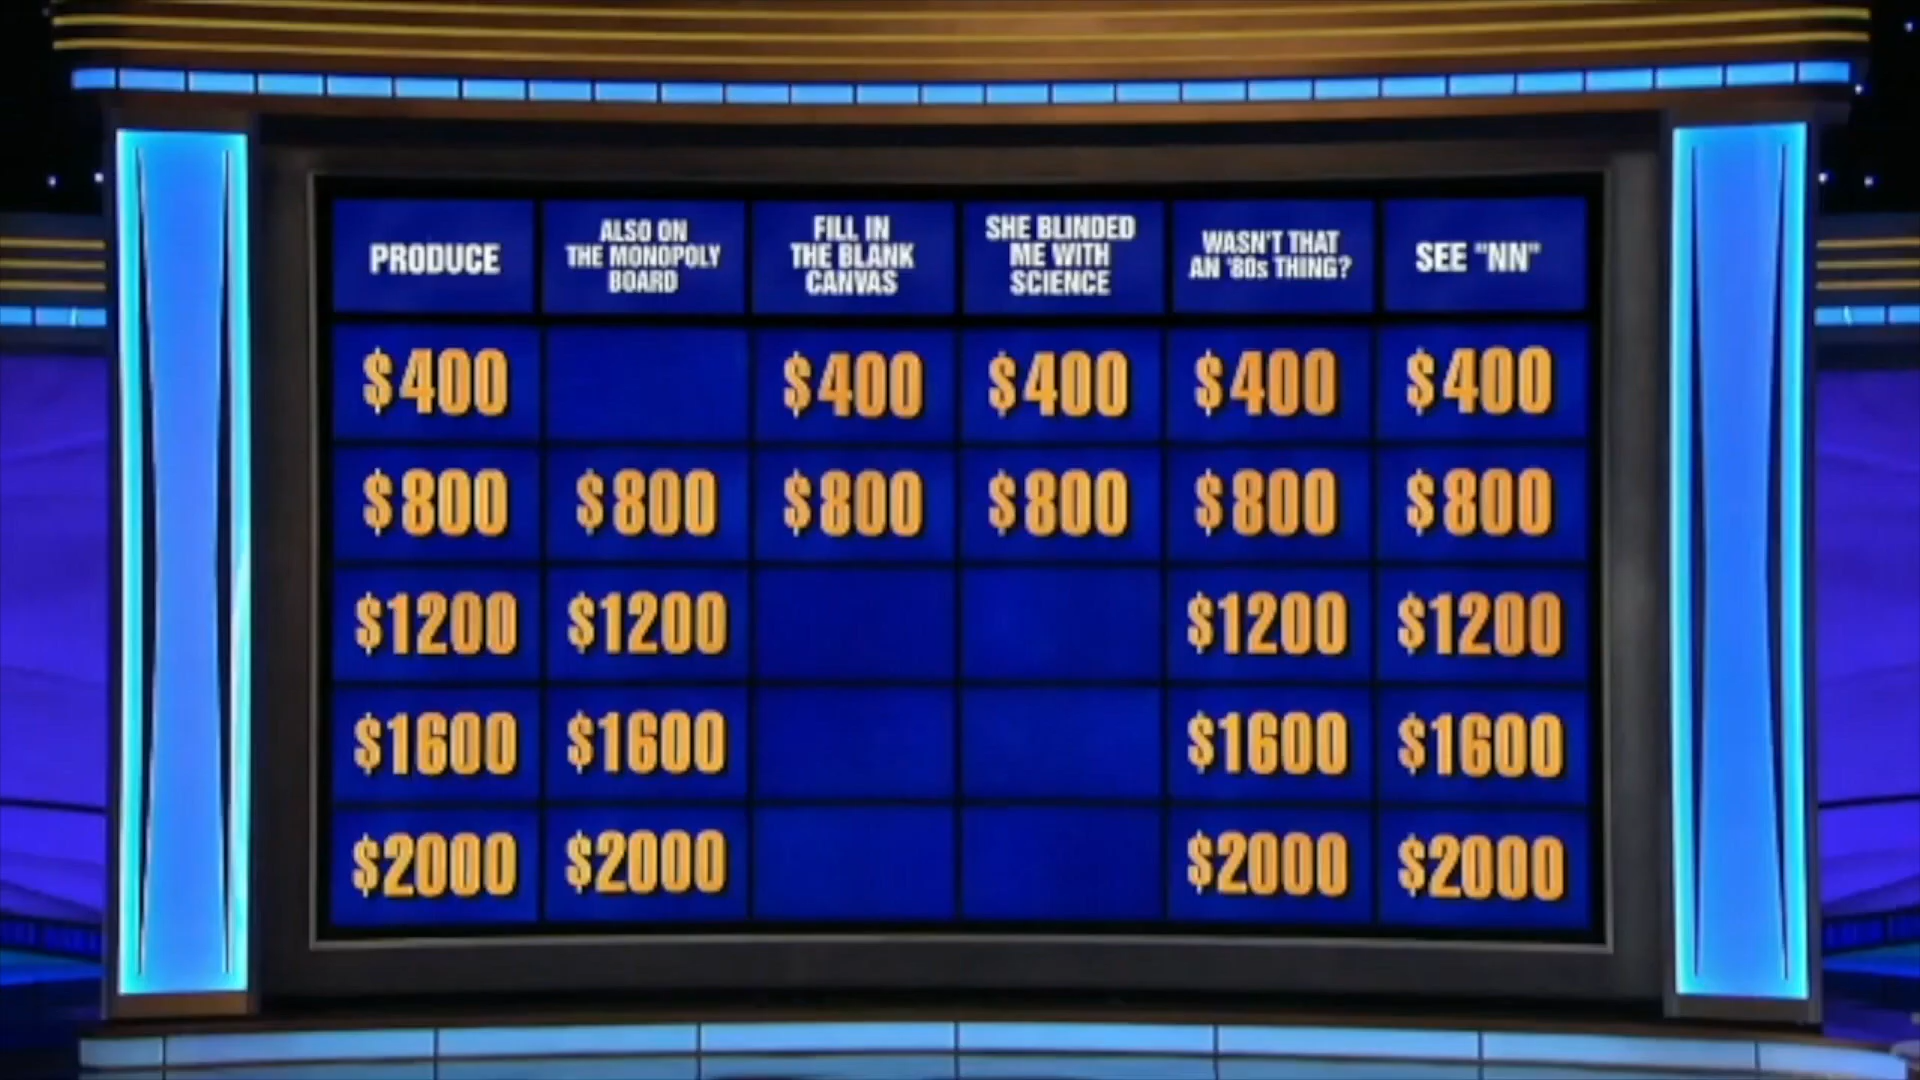 PRODUCE
ALSO ON
THE MONOPOLY
BOARD
FILL IN
THE BLANK
CANVAS
SHE BLINDED
ME WITH
SCIENCE
WASN'T THAT
AN '80s THING?
SEE "NN"
$400 $400 $400 $400 $400
$800 $800 $800 $800 $800 $800
$1200 $1200 $1200 $1200
$1600 $1600 $1600 $1600
$2000 $2000 $2000 $2000